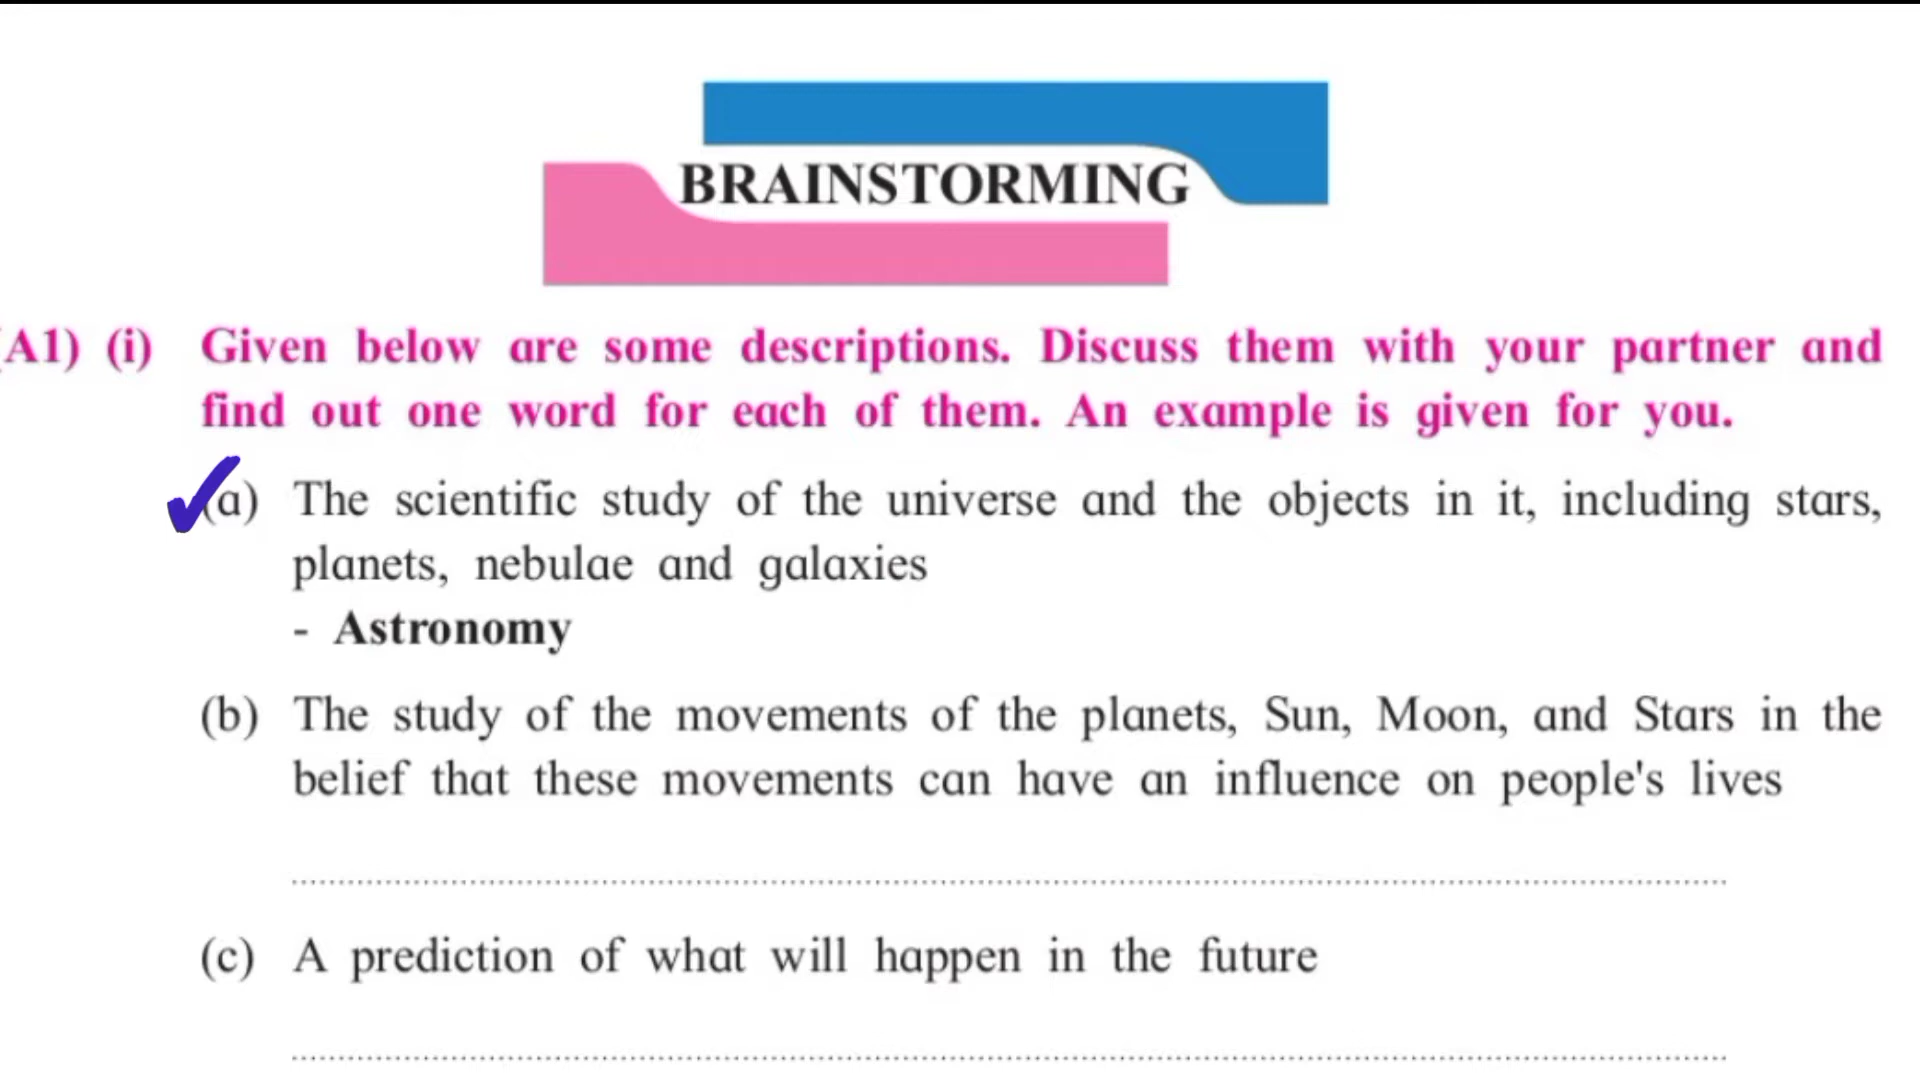 BRAINSTORMING
(A1) (i) Given below are some descriptions. Discuss them with your partner and
find out one word for each of them. An example is given for you.
(a) The scientific study of the universe and the objects in it, including stars,
planets, nebulae and galaxies
- Astronomy
(b) The study of the movements of the planets, Sun, Moon, and Stars in the
belief that these movements can have an influence on people's lives
(c) A prediction of what will happen in the future